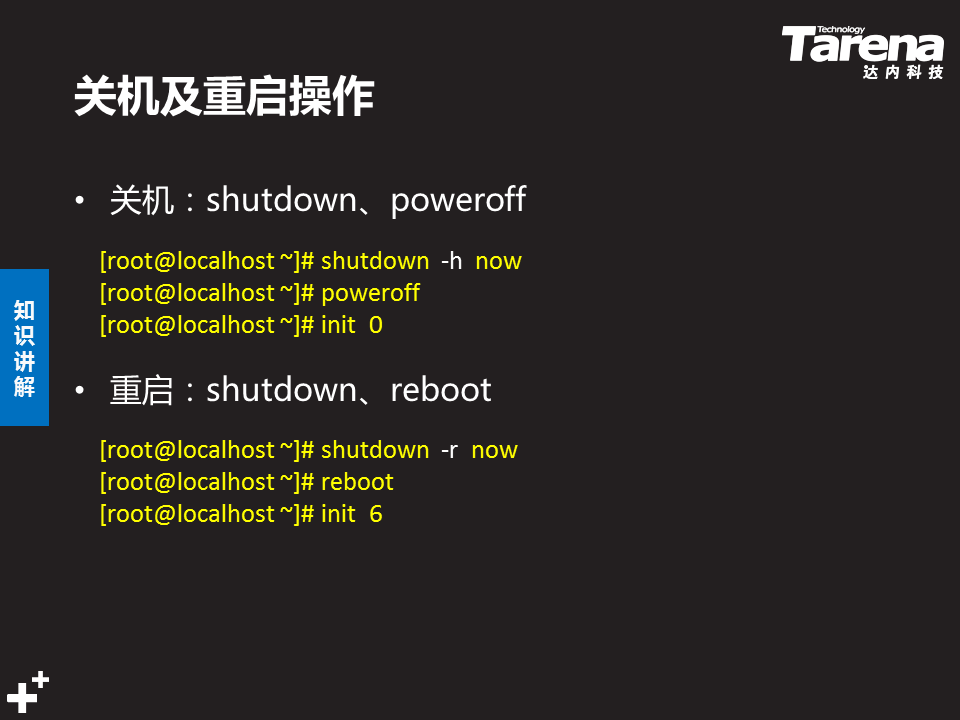 Technology
Tarena
达内科技
关机及重启操作
• 关机：shutdown、poweroff
[root@localhost ~]# shutdown -h now
[root@localhost ~]# poweroff
[root@localhost ~]# init 0
知识讲解
• 重启：shutdown、reboot
[root@localhost ~]# shutdown -r now
[root@localhost ~]# reboot
[root@localhost ~]# init 6